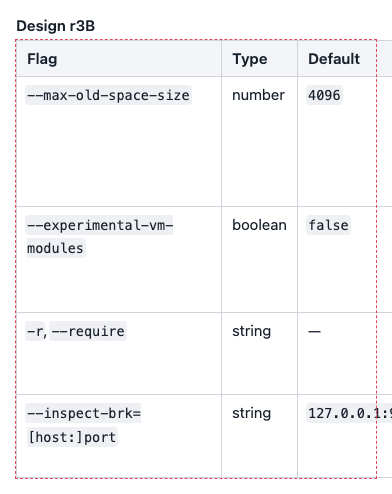 Design r3B
Flag Type Default
--max-old-space-size number 4096
--experimental-vm- boolean false
modules
-r, --require string —
--inspect-brk= string 127.0.0.1:9
[host:]port